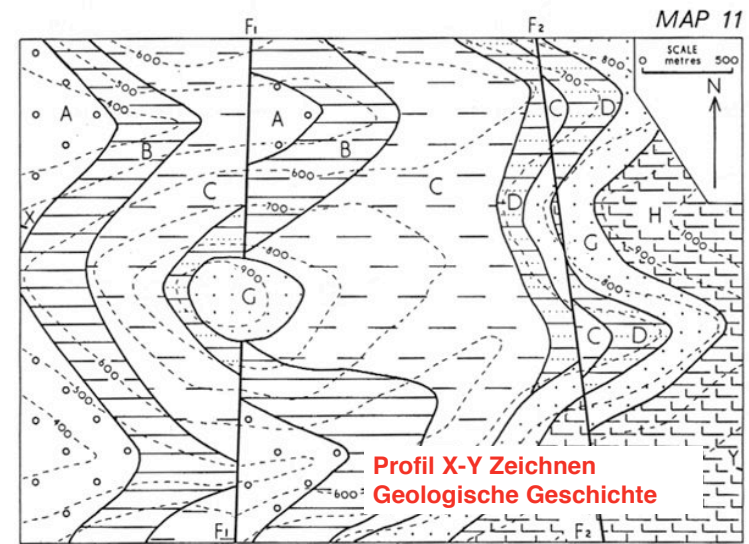 MAP 11
F₁
F₂
SCALE
0 metres 500
N
600
500
400
A
B
C
A
B
600
700
800
900
G
C
700
800
C
D
D
G
H
900
1000
800
C
D
X
600
500
400
600
Y
F₁
F₂
Profil X-Y Zeichnen
Geologische Geschichte